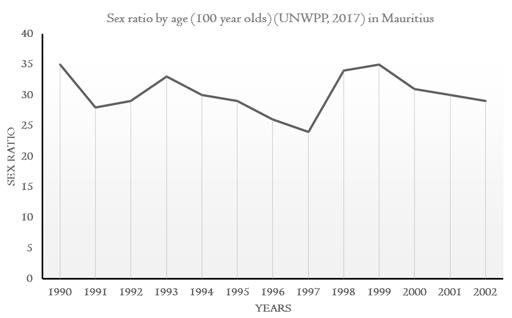 Sex ratio by age (100 year olds)(UNWPP, 2017) in Mauritius
40
35
30
25
20
15
10
5
0
SEX RATIO
1990 1991 1992 1993 1994 1995 1996 1997 1998 1999 2000 2001 2002
YEARS